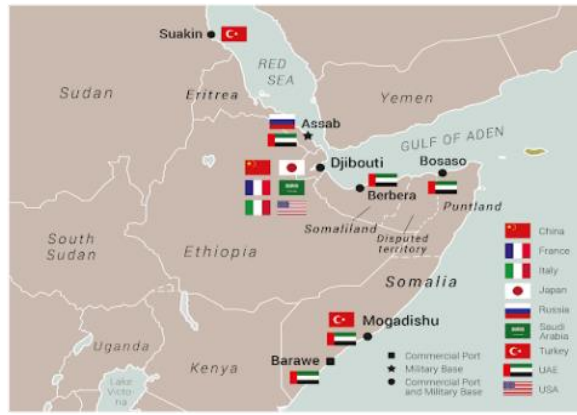 Suakin
RED
SEA
Sudan
Eritrea
Yemen
Assab
GULF OF ADEN
Djibouti
Bosaso
Berbera
Puntland
Somaliland
Disputed
territory
South
Sudan
Ethiopia
Somalia
Mogadishu
Uganda
Kenya
Barawe
Lake
Victo-
ria
Commercial Port
Military Base
Commercial Port
and Military Base
China
France
Italy
Japan
Russia
Saudi
Arabia
Turkey
UAE
USA